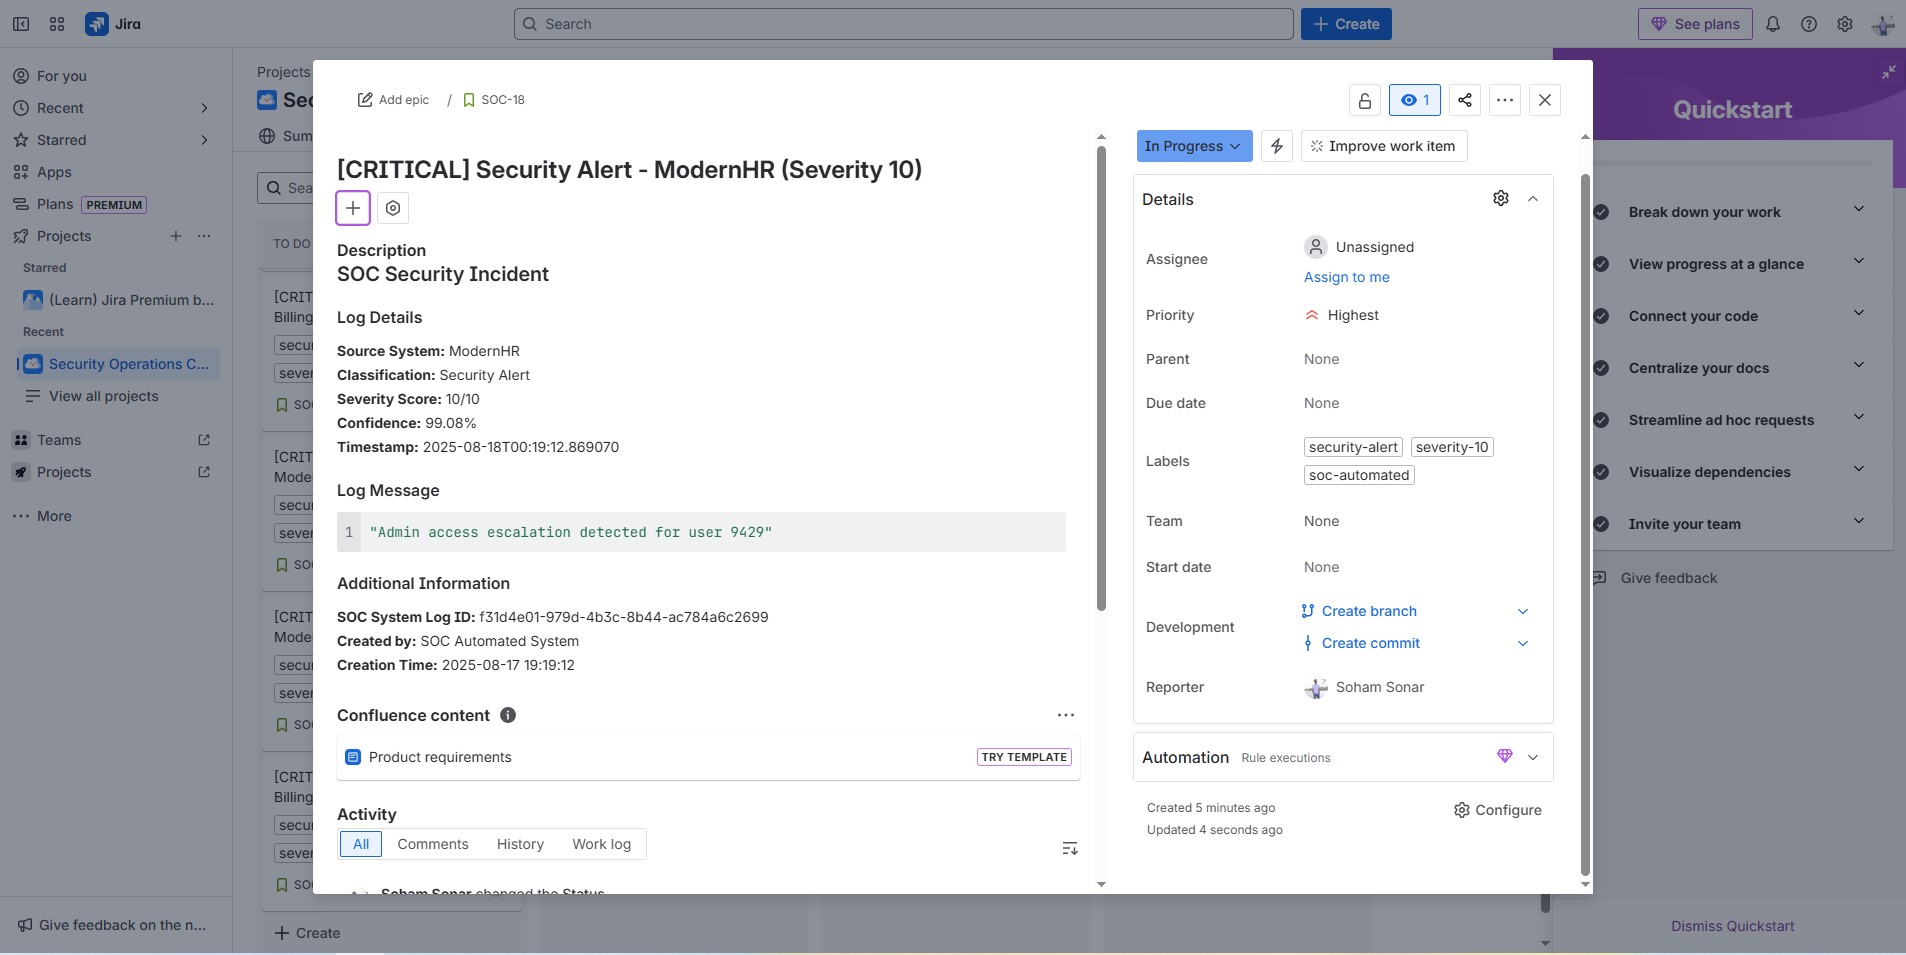 Jira
Search
Create
See plans
For you
Recent
Starred
Apps
Plans PREMIUM
Projects
Starred
(Learn) Jira Premium b...
Recent
Security Operations C...
View all projects
Teams
Projects
More
Give feedback on the n...
Projects
Sec
Sum
Sea
TO DO
[CRIT
Billing
secu
sever
SO
[CRIT
Mode
secu
sever
SO
[CRIT
Mode
secu
sever
SO
[CRIT
Billing
secu
sever
SO
Create
Add epic / SOC-18
1
[CRITICAL] Security Alert - ModernHR (Severity 10)
Description
SOC Security Incident
Log Details
Source System: ModernHR
Classification: Security Alert
Severity Score: 10/10
Confidence: 99.08%
Timestamp: 2025-08-18T00:19:12.869070
Log Message
1 "Admin access escalation detected for user 9429"
Additional Information
SOC System Log ID: f31d4e01-979d-4b3c-8b44-ac784a6c2699
Created by: SOC Automated System
Creation Time: 2025-08-17 19:19:12
Confluence content
Product requirements TRY TEMPLATE
Activity
All Comments History Work log
Soham Sonar changed the Status
In Progress
Improve work item
Details
Assignee Unassigned
Assign to me
Priority Highest
Parent None
Due date None
Labels security-alert severity-10
soc-automated
Team None
Start date None
Development Create branch
Create commit
Reporter Soham Sonar
Automation Rule executions
Created 5 minutes ago
Updated 4 seconds ago
Configure
Quickstart
Break down your work
View progress at a glance
Connect your code
Centralize your docs
Streamline ad hoc requests
Visualize dependencies
Invite your team
Give feedback
Dismiss Quickstart